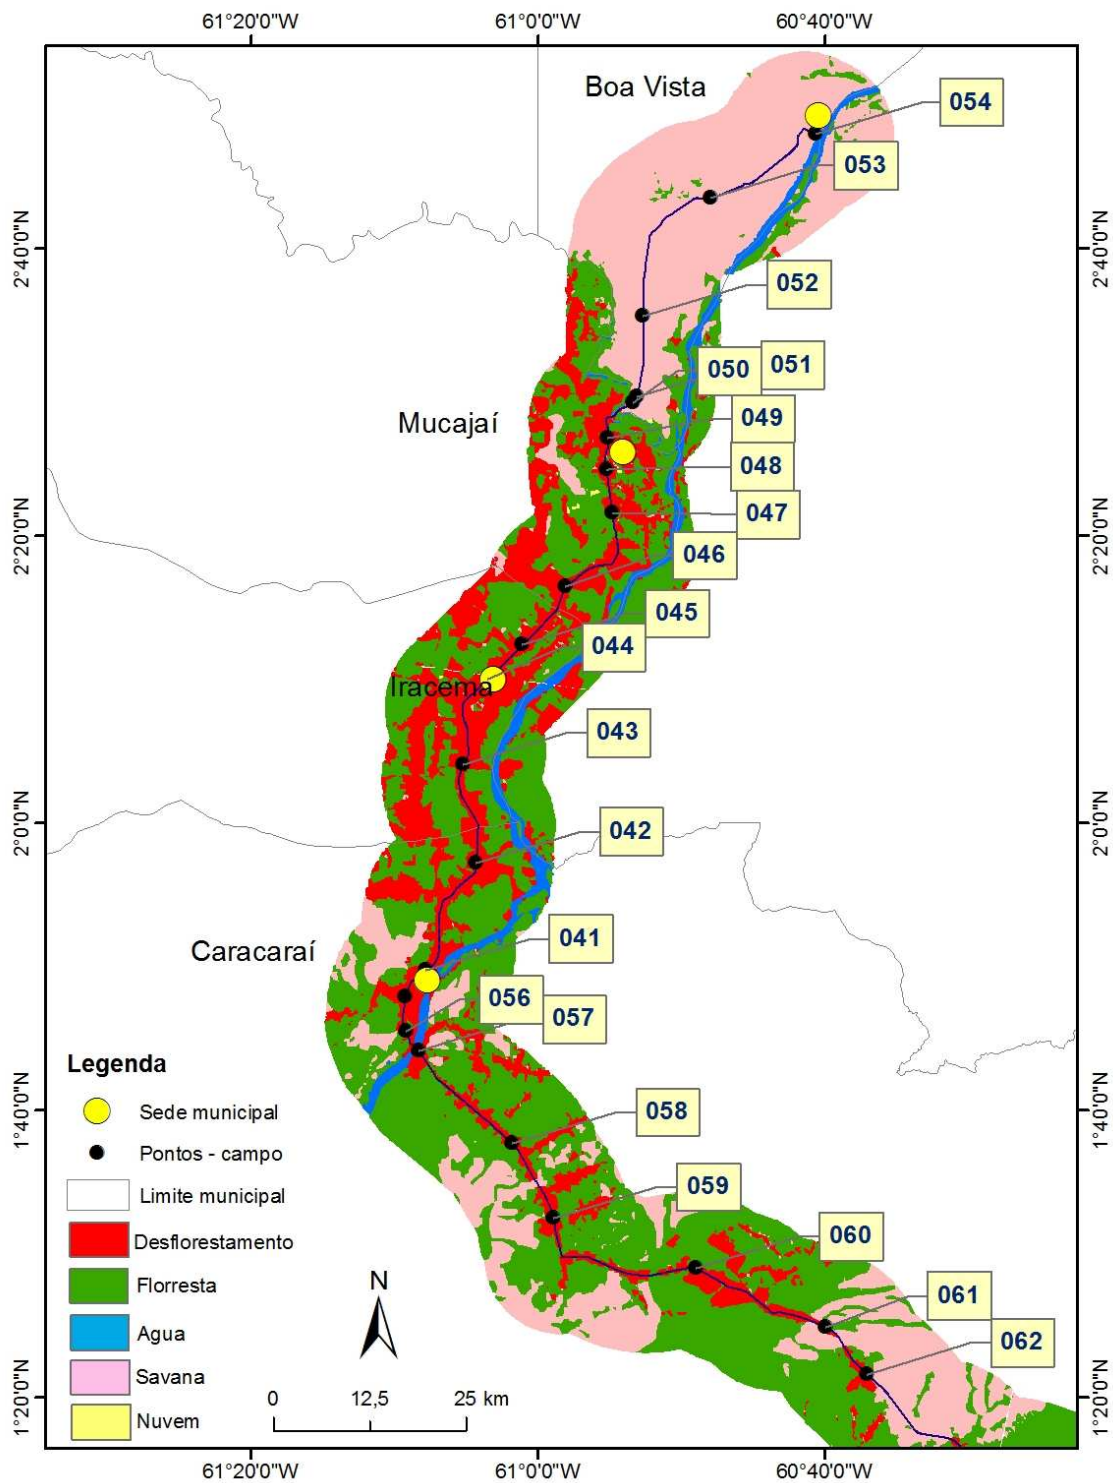 61°20'0"W
61°0'0"W
60°40'0"W
Boa Vista
054
053
2°40'0"N
2°40'0"N
052
050
051
Mucajaí
049
048
047
2°20'0"N
2°20'0"N
046
045
044
Iracema
043
2°0'0"N
2°0'0"N
042
Caracaraí
041
056
057
Legenda
Sede municipal
Pontos - campo
Limite municipal
Desflorestamento
Florresta
Agua
Savana
Nuvem
1°40'0"N
1°40'0"N
058
059
060
061
062
N
0
12,5
25 km
1°20'0"N
1°20'0"N
61°20'0"W
61°0'0"W
60°40'0"W